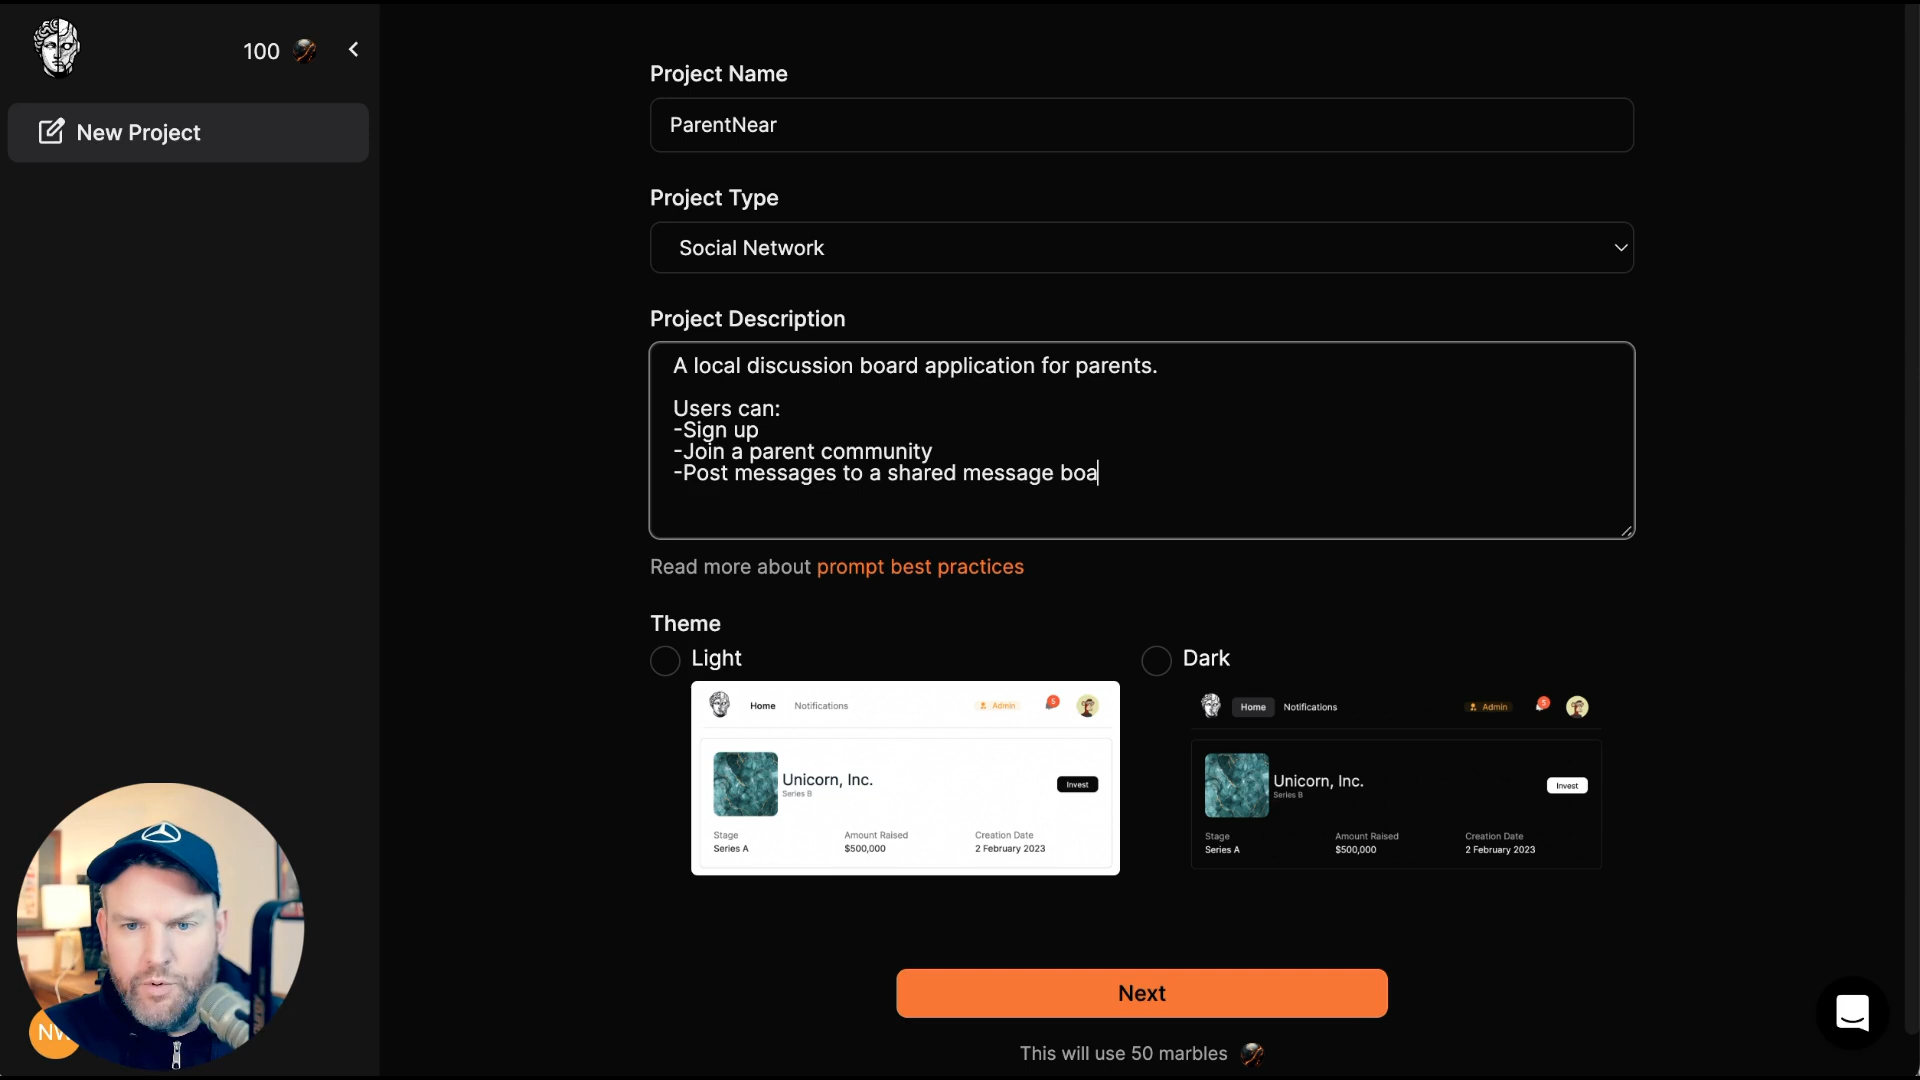 100
New Project
Project Name
ParentNear
Project Type
Social Network
Project Description
A local discussion board application for parents.
Users can:
-Sign up
-Join a parent community
-Post messages to a shared message boa
Read more about prompt best practices
Theme
Light
Dark
Home Notifications Admin 5
Unicorn, Inc.
Series B
Invest
Stage Amount Raised Creation Date
Series A $500,000 2 February 2023
Home Notifications Admin 5
Unicorn, Inc.
Series B
Invest
Stage Amount Raised Creation Date
Series A $500,000 2 February 2023
Next
This will use 50 marbles